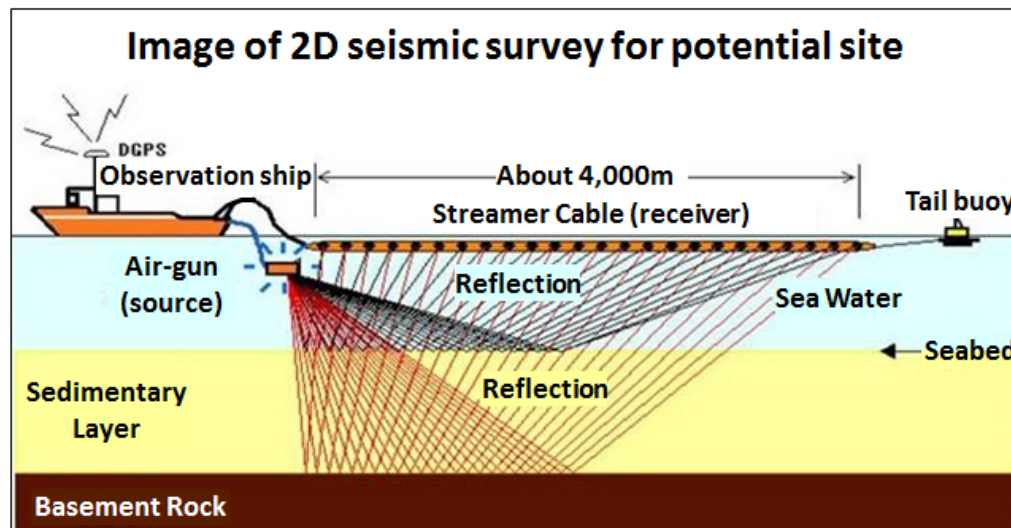 Image of 2D seismic survey for potential site
DGPS
Observation ship
About 4,000m
Streamer Cable (receiver)
Tail buoy
Air-gun
(source)
Reflection
Sea Water
Seabed
Reflection
Sedimentary
Layer
Basement Rock